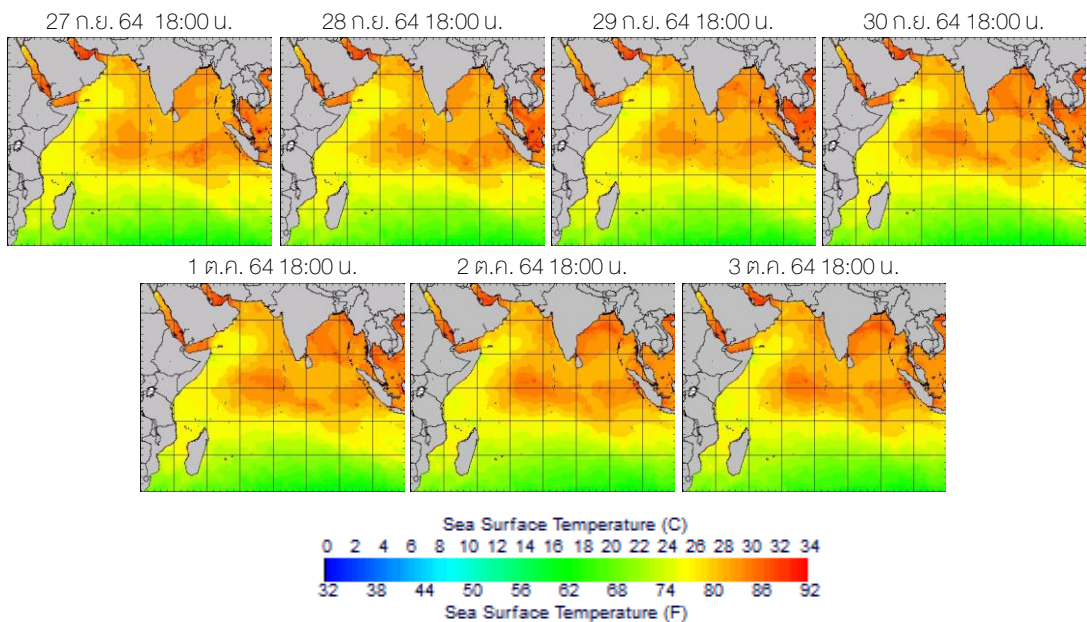 27 ก.ย. 64 18:00 น.
28 ก.ย. 64 18:00 น.
29 ก.ย. 64 18:00 น.
30 ก.ย. 64 18:00 น.
1 ต.ค. 64 18:00 น.
2 ต.ค. 64 18:00 น.
3 ต.ค. 64 18:00 น.
Sea Surface Temperature (C)
0 2 4 6 8 10 12 14 16 18 20 22 24 26 28 30 32 34
32 38 44 50 56 62 68 74 80 86 92
Sea Surface Temperature (F)